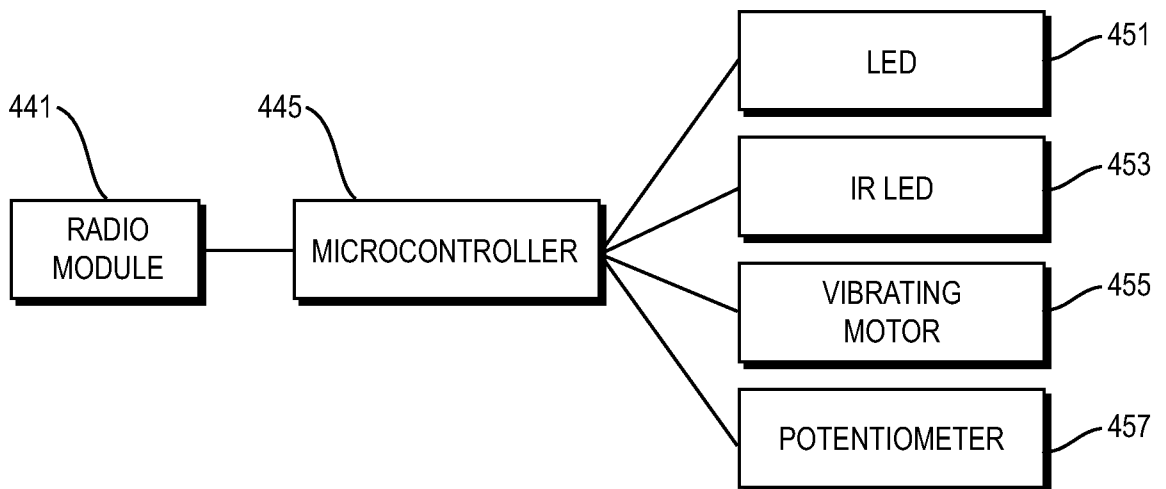 441
RADIO
MODULE
445
MICROCONTROLLER
LED
451
IR LED
453
VIBRATING
MOTOR
455
POTENTIOMETER
457